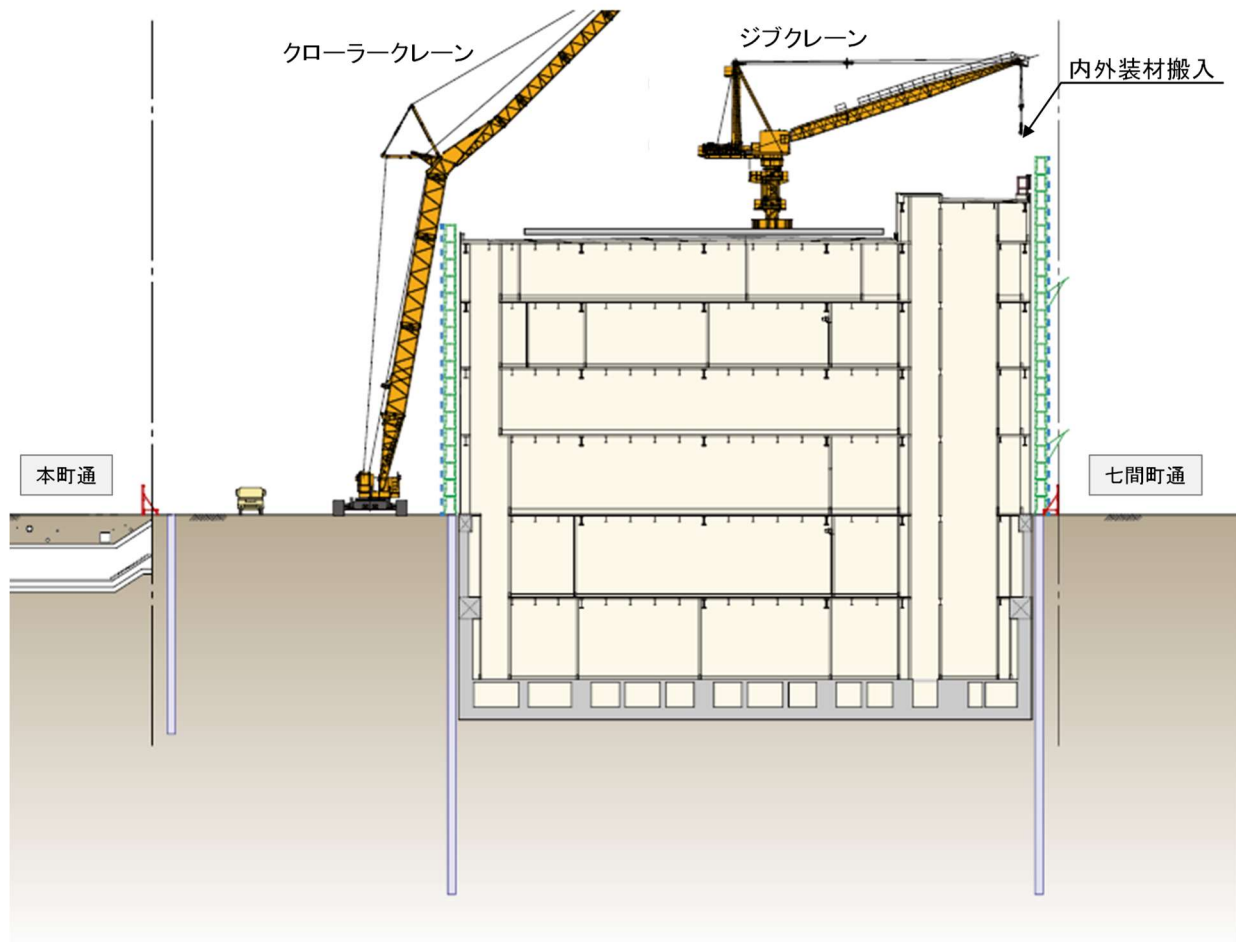 クローラークレーン
ジブクレーン
内外装材搬入
本町通
七間町通